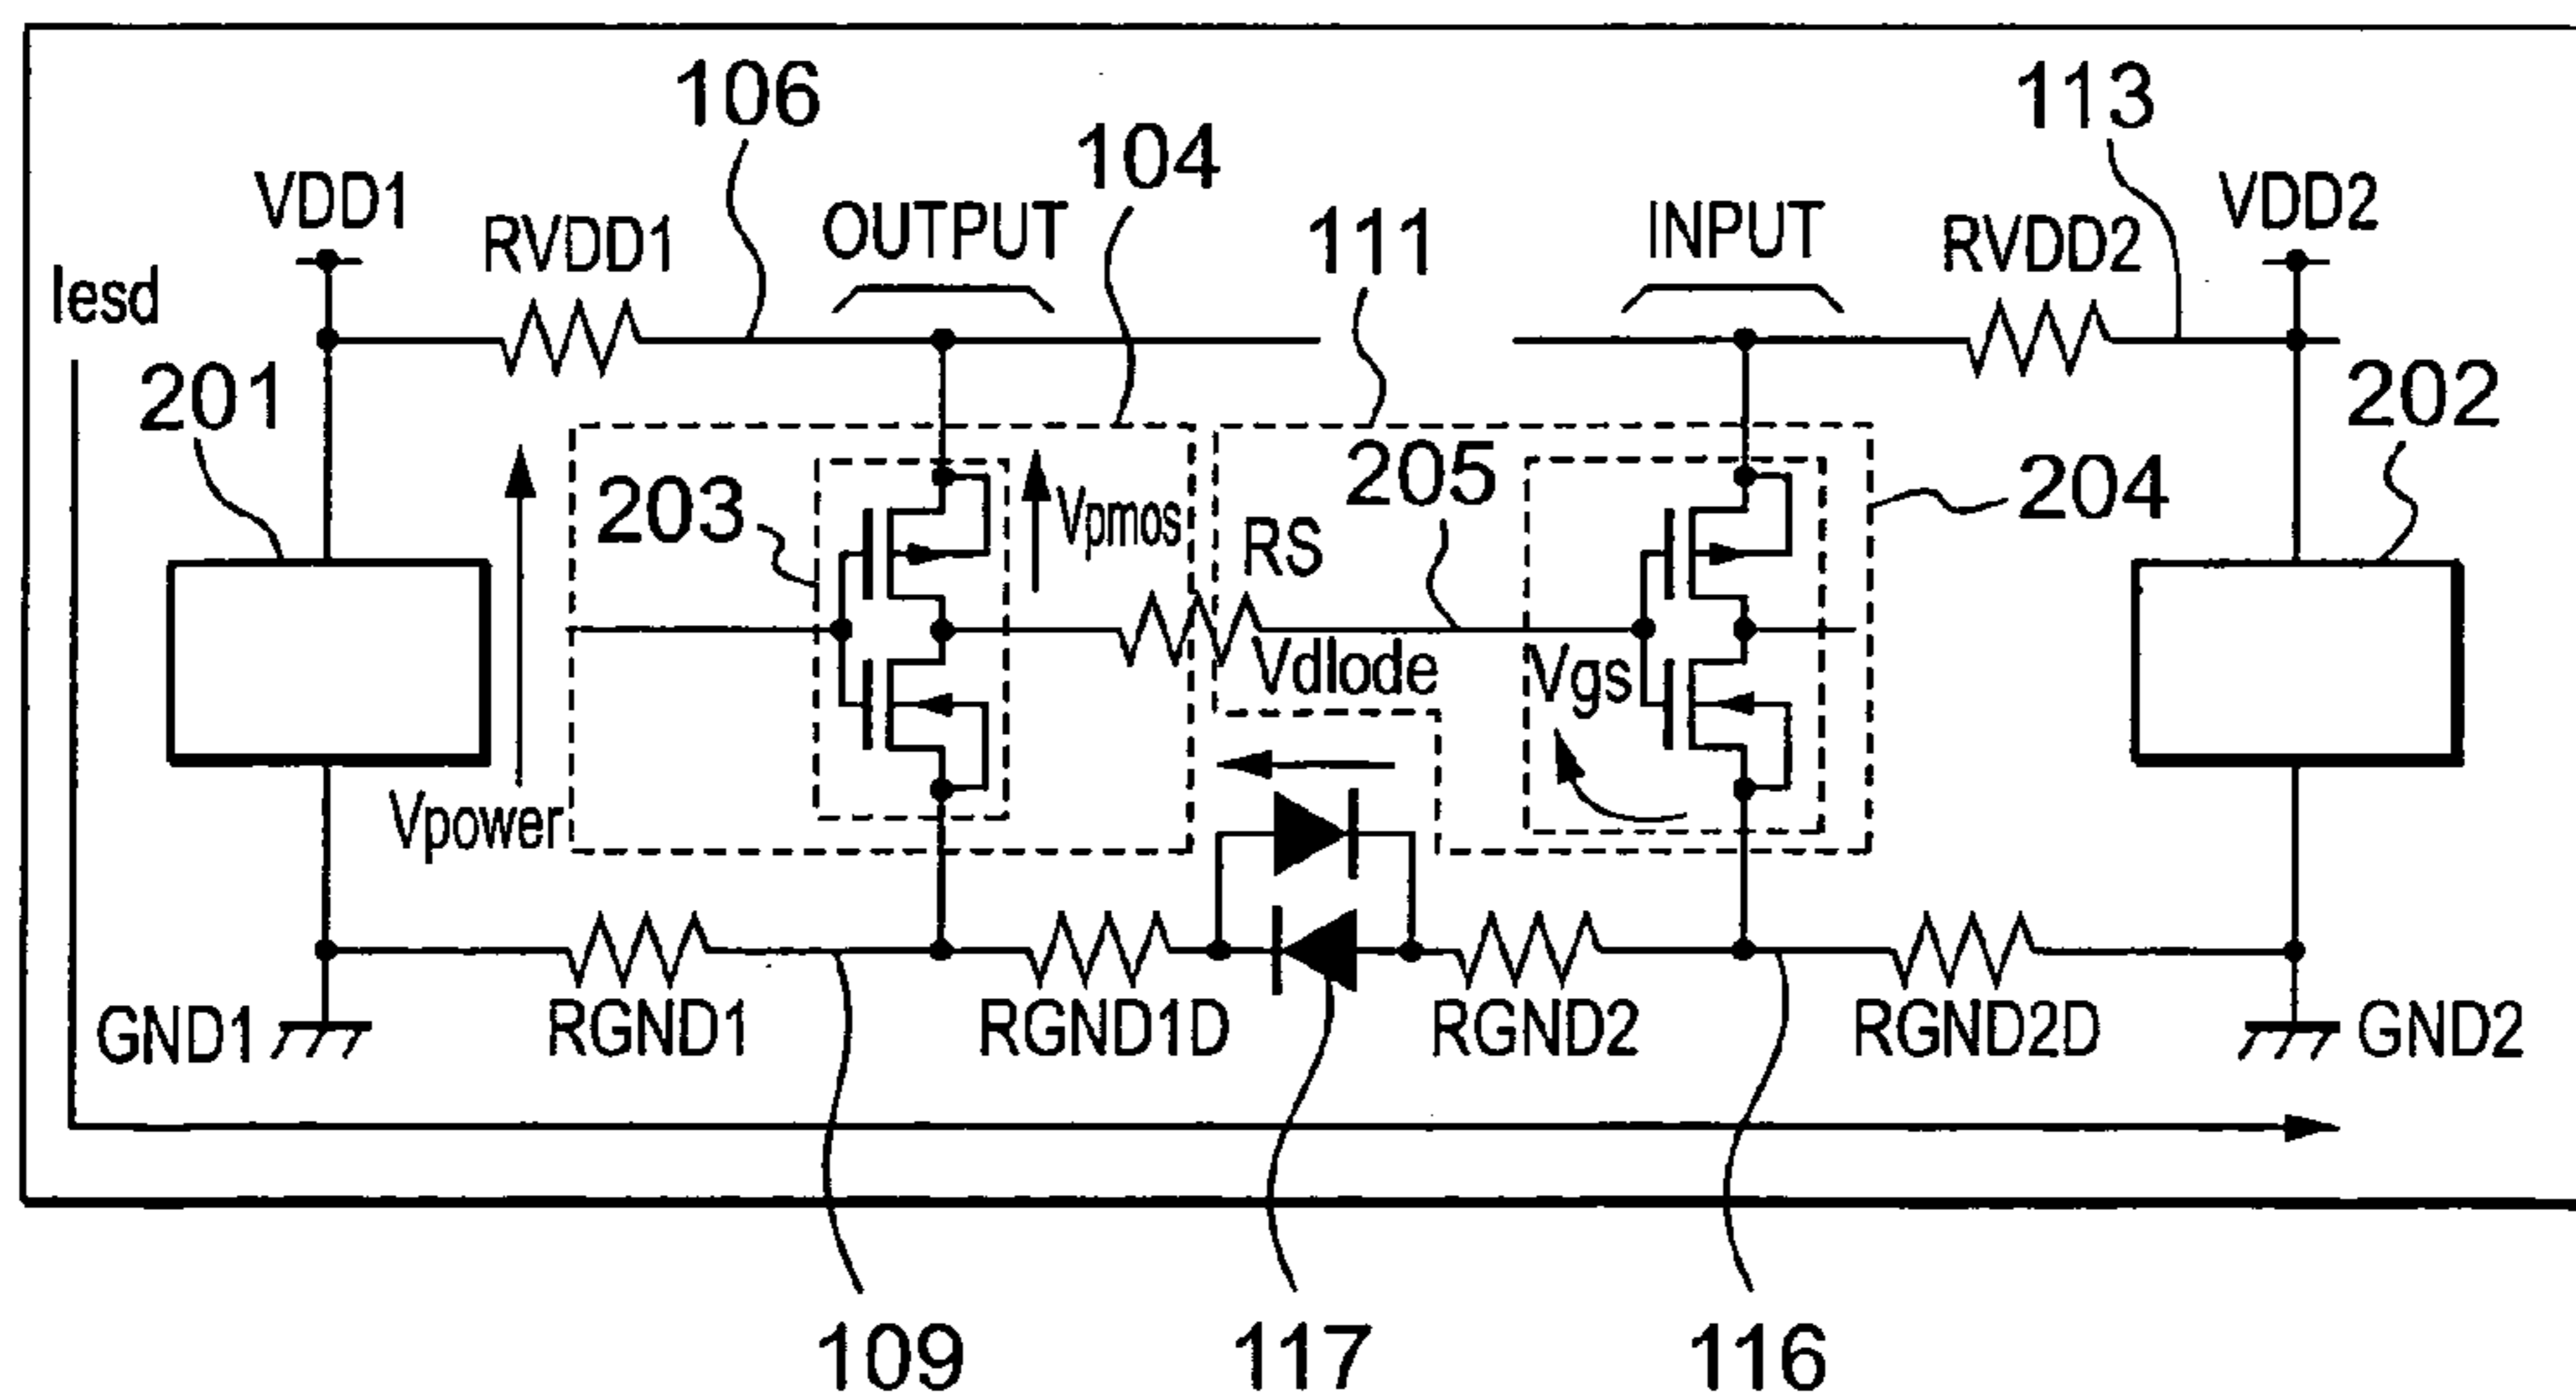 106
113
104
VDD1
VDD2
RVDD1
OUTPUT
111
INPUT
RVDD2
Iesd
201
202
203
Vpmos
205
204
RS
Vdlode
Vgs
Vpower
GND1
RGND1
RGND1D
RGND2
RGND2D
GND2
109
117
116